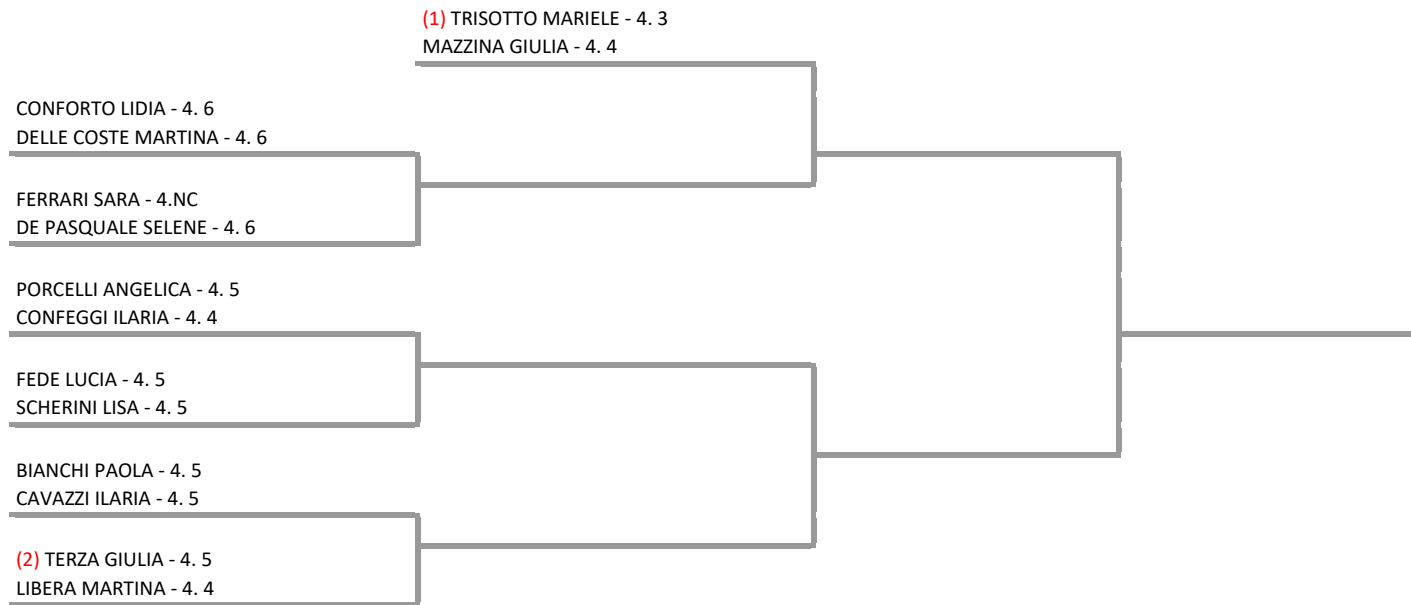 (1) TRISOTTO MARIELE - 4. 3
MAZZINA GIULIA - 4. 4
CONFORTO LIDIA - 4. 6
DELLE COSTE MARTINA - 4. 6
FERRARI SARA - 4.NC
DE PASQUALE SELENE - 4. 6
PORCELLI ANGELICA - 4. 5
CONFEGGI ILARIA - 4. 4
FEDE LUCIA - 4. 5
SCHERINI LISA - 4. 5
BIANCHI PAOLA - 4. 5
CAVAZZI ILARIA - 4. 5
(2) TERZA GIULIA - 4. 5
LIBERA MARTINA - 4. 4